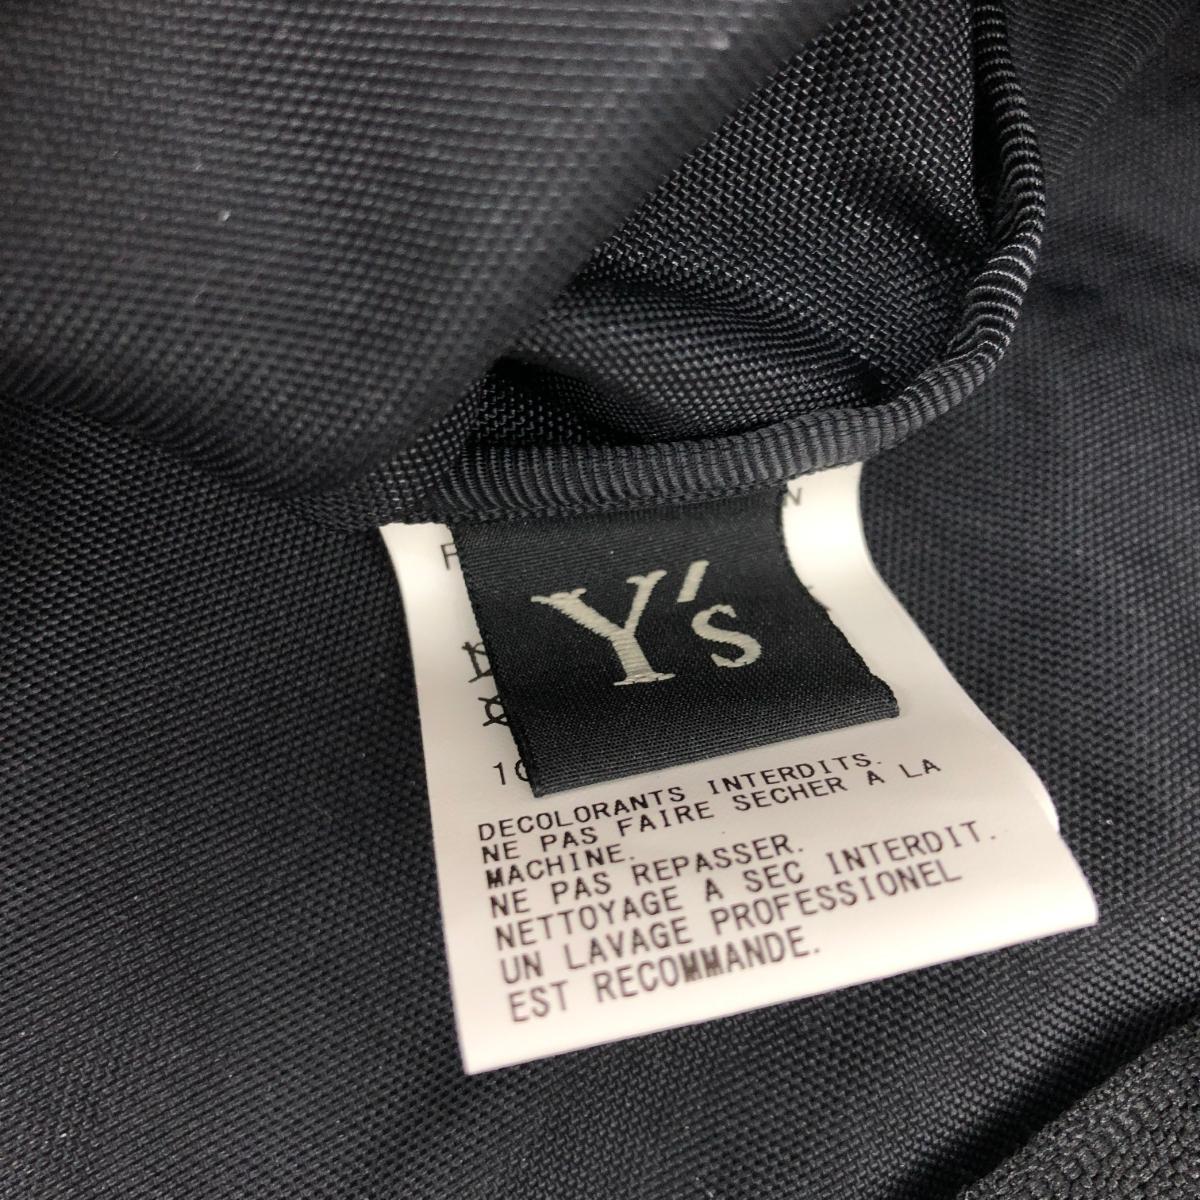 Y's
DECOLORANTS INTERDITS.
NE PAS FAIRE SECHER A LA
MACHINE.
NE PAS REPASSER.
NETTOYAGE A SEC INTERDIT.
UN LAVAGE PROFESSIONEL
EST RECOMMANDE.